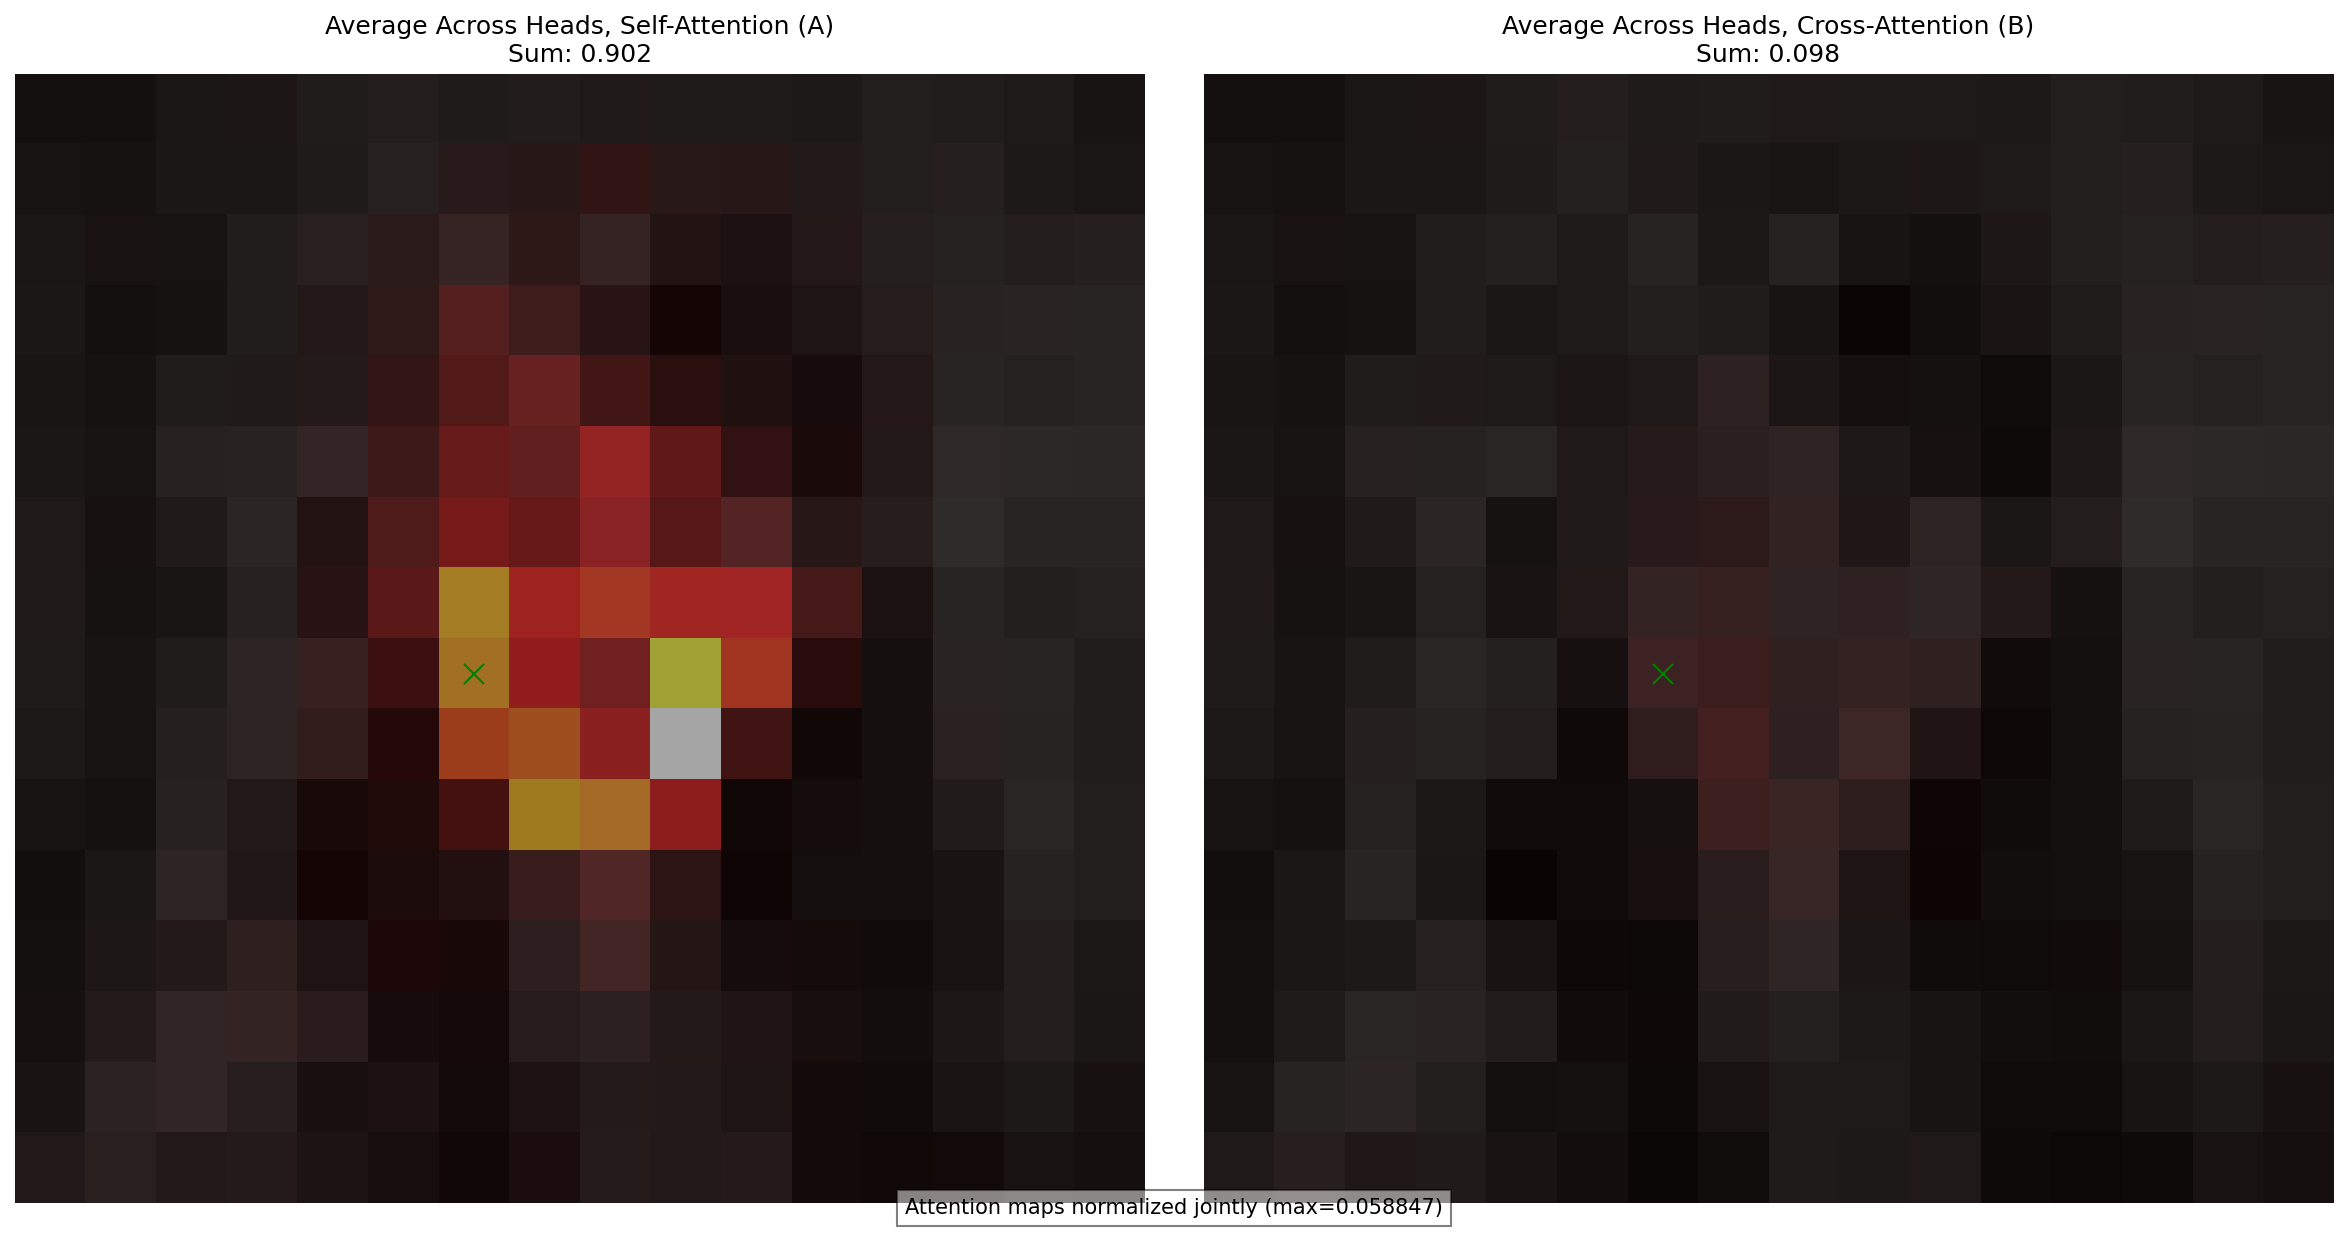 Average Across Heads, Self-Attention (A)
Sum: 0.902
Average Across Heads, Cross-Attention (B)
Sum: 0.098
Attention maps normalized jointly (max=0.058847)